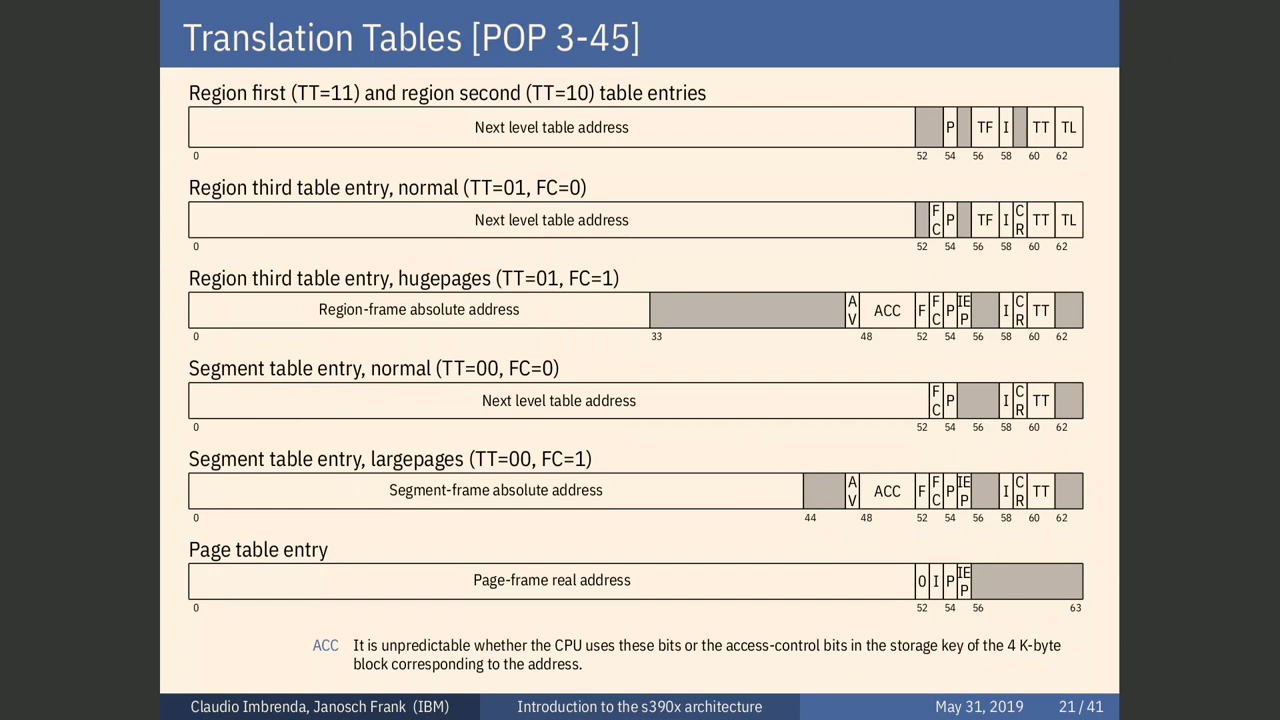 Translation Tables [POP 3-45]
Region first (TT=11) and region second (TT=10) table entries
Next level table address P TF I TT TL
0 52 54 56 58 60 62
Region third table entry, normal (TT=01, FC=0)
Next level table address FC P TF I CR TT TL
0 52 54 56 58 60 62
Region third table entry, hugepages (TT=01, FC=1)
Region-frame absolute address AV ACC F FC P IEP I CR TT
0 33 48 52 54 56 58 60 62
Segment table entry, normal (TT=00, FC=0)
Next level table address FC P I CR TT
0 52 54 56 58 60 62
Segment table entry, largepages (TT=00, FC=1)
Segment-frame absolute address AV ACC F FC P IEP I CR TT
0 44 48 52 54 56 58 60 62
Page table entry
Page-frame real address 0 I P IEP
0 52 54 56 63
ACC It is unpredictable whether the CPU uses these bits or the access-control bits in the storage key of the 4 K-byte
block corresponding to the address.
Claudio Imbrenda, Janosch Frank (IBM) Introduction to the s390x architecture May 31, 2019 21 / 41